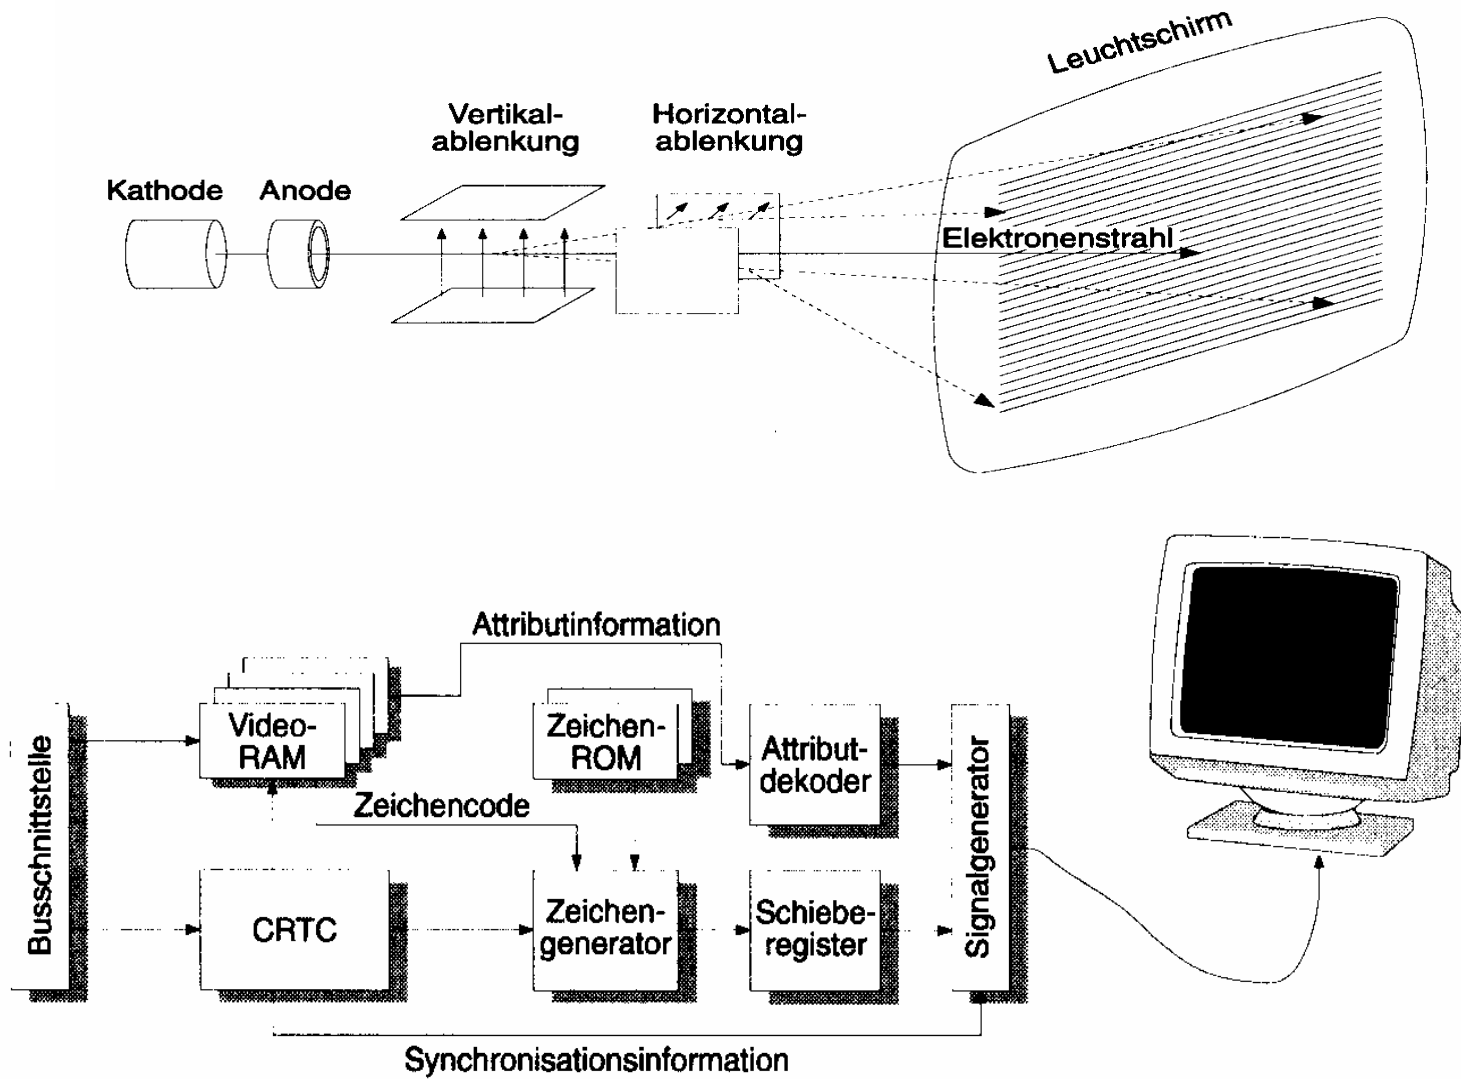 Leuchtschirm
Vertikal-
ablenkung
Horizontal-
ablenkung
Kathode
Anode
Elektronenstrahl
Attributinformation
Busschnittstelle
Video-
RAM
Zeichen-
ROM
Attribut-
dekoder
Signalgenerator
Zeichencode
CRTC
Zeichen-
generator
Schiebe-
register
Synchronisationsinformation